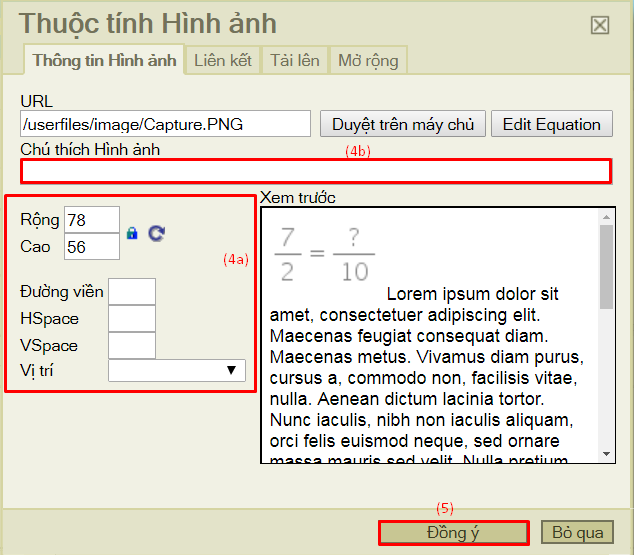 Thuộc tính Hình ảnh
Thông tin Hình ảnh Liên kết Tải lên Mở rộng
URL
/userfiles/image/Capture.PNG Duyệt trên máy chủ Edit Equation
Chú thích Hình ảnh (4b)
Xem trước
Rộng 78
Cao 56
(4a)
Đường viền
HSpace
VSpace
Vị trí
7/2 = ?/10
Lorem ipsum dolor sit
amet, consectetuer adipiscing elit.
Maecenas feugiat consequat diam.
Maecenas metus. Vivamus diam purus,
cursus a, commodo non, facilisis vitae,
nulla. Aenean dictum lacinia tortor.
Nunc iaculis, nibh non iaculis aliquam,
orci felis euismod neque, sed ornare
massa mauris sed velit. Nulla pretium
(5)
Đồng ý Bỏ qua